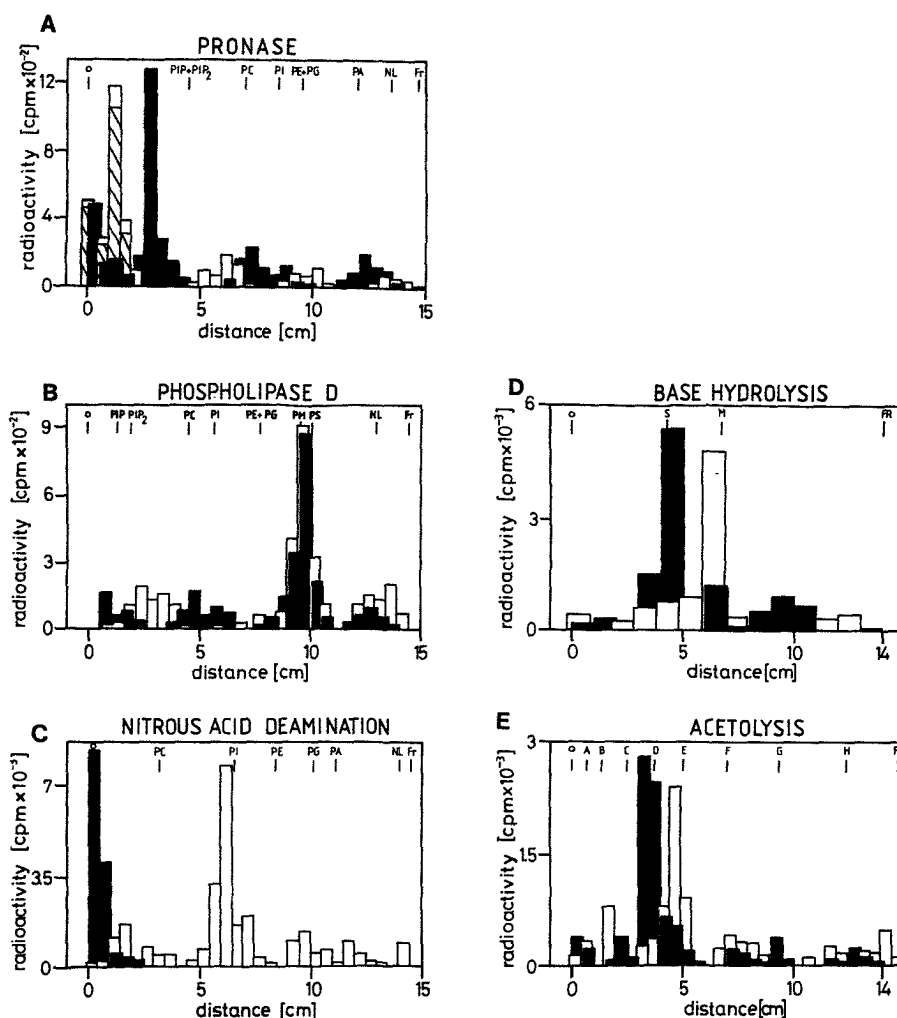 A
PRONASE
radioactivity [cpm×10⁻²]
12
8
4
0
o PIP+PIP₂ PC PI PE+PG PA NL Fr
0 5 10 15
distance [cm]
B
PHOSPHOLIPASE D
radioactivity [cpm×10⁻²]
9
6
3
0
o PIP PIP₂ PC PI PE+PG PM PS NL Fr
0 5 10 15
distance [cm]
C
NITROUS ACID DEAMINATION
radioactivity [cpm×10⁻³]
7
3.5
0
o PC PI PE PG PA NL Fr
0 5 10 15
distance [cm]
D
BASE HYDROLYSIS
radioactivity [cpm×10⁻³]
6
3
0
o S M FR
0 5 14
distance[cm]
E
ACETOLYSIS
radioactivity [cpm×10⁻³]
3
1.5
0
o A B C D E F G H
0 5 14
distance[cm]